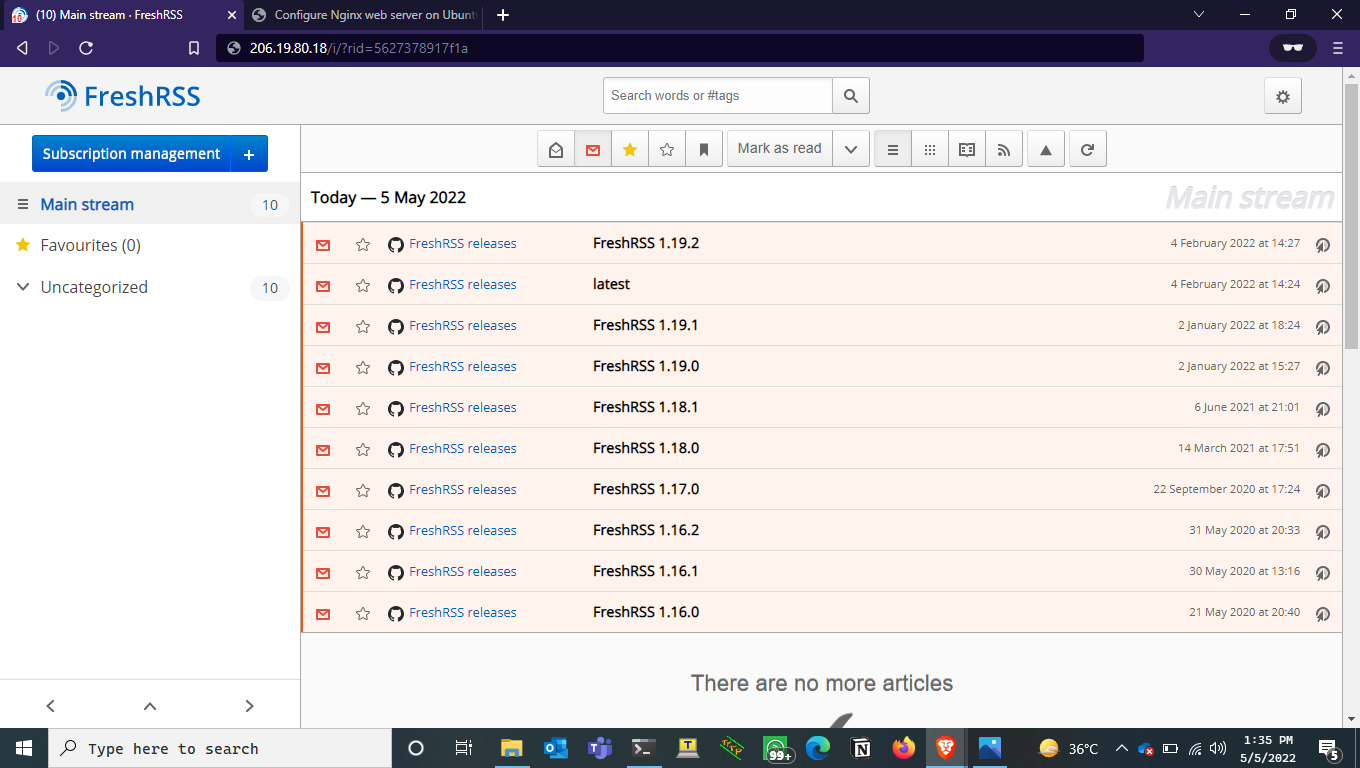 (10) Main stream · FreshRSS
Configure Nginx web server on Ubunt
206.19.80.18/i/?rid=5627378917f1a
FreshRSS
Search words or #tags
Subscription management +
Mark as read
Main stream 10
Today — 5 May 2022 Main stream
Favourites (0)
Uncategorized 10
FreshRSS releases FreshRSS 1.19.2 4 February 2022 at 14:27
FreshRSS releases latest 4 February 2022 at 14:24
FreshRSS releases FreshRSS 1.19.1 2 January 2022 at 18:24
FreshRSS releases FreshRSS 1.19.0 2 January 2022 at 15:27
FreshRSS releases FreshRSS 1.18.1 6 June 2021 at 21:01
FreshRSS releases FreshRSS 1.18.0 14 March 2021 at 17:51
FreshRSS releases FreshRSS 1.17.0 22 September 2020 at 17:24
FreshRSS releases FreshRSS 1.16.2 31 May 2020 at 20:33
FreshRSS releases FreshRSS 1.16.1 30 May 2020 at 13:16
FreshRSS releases FreshRSS 1.16.0 21 May 2020 at 20:40
There are no more articles
Type here to search
99+
36°C
1:35 PM
5/5/2022
5